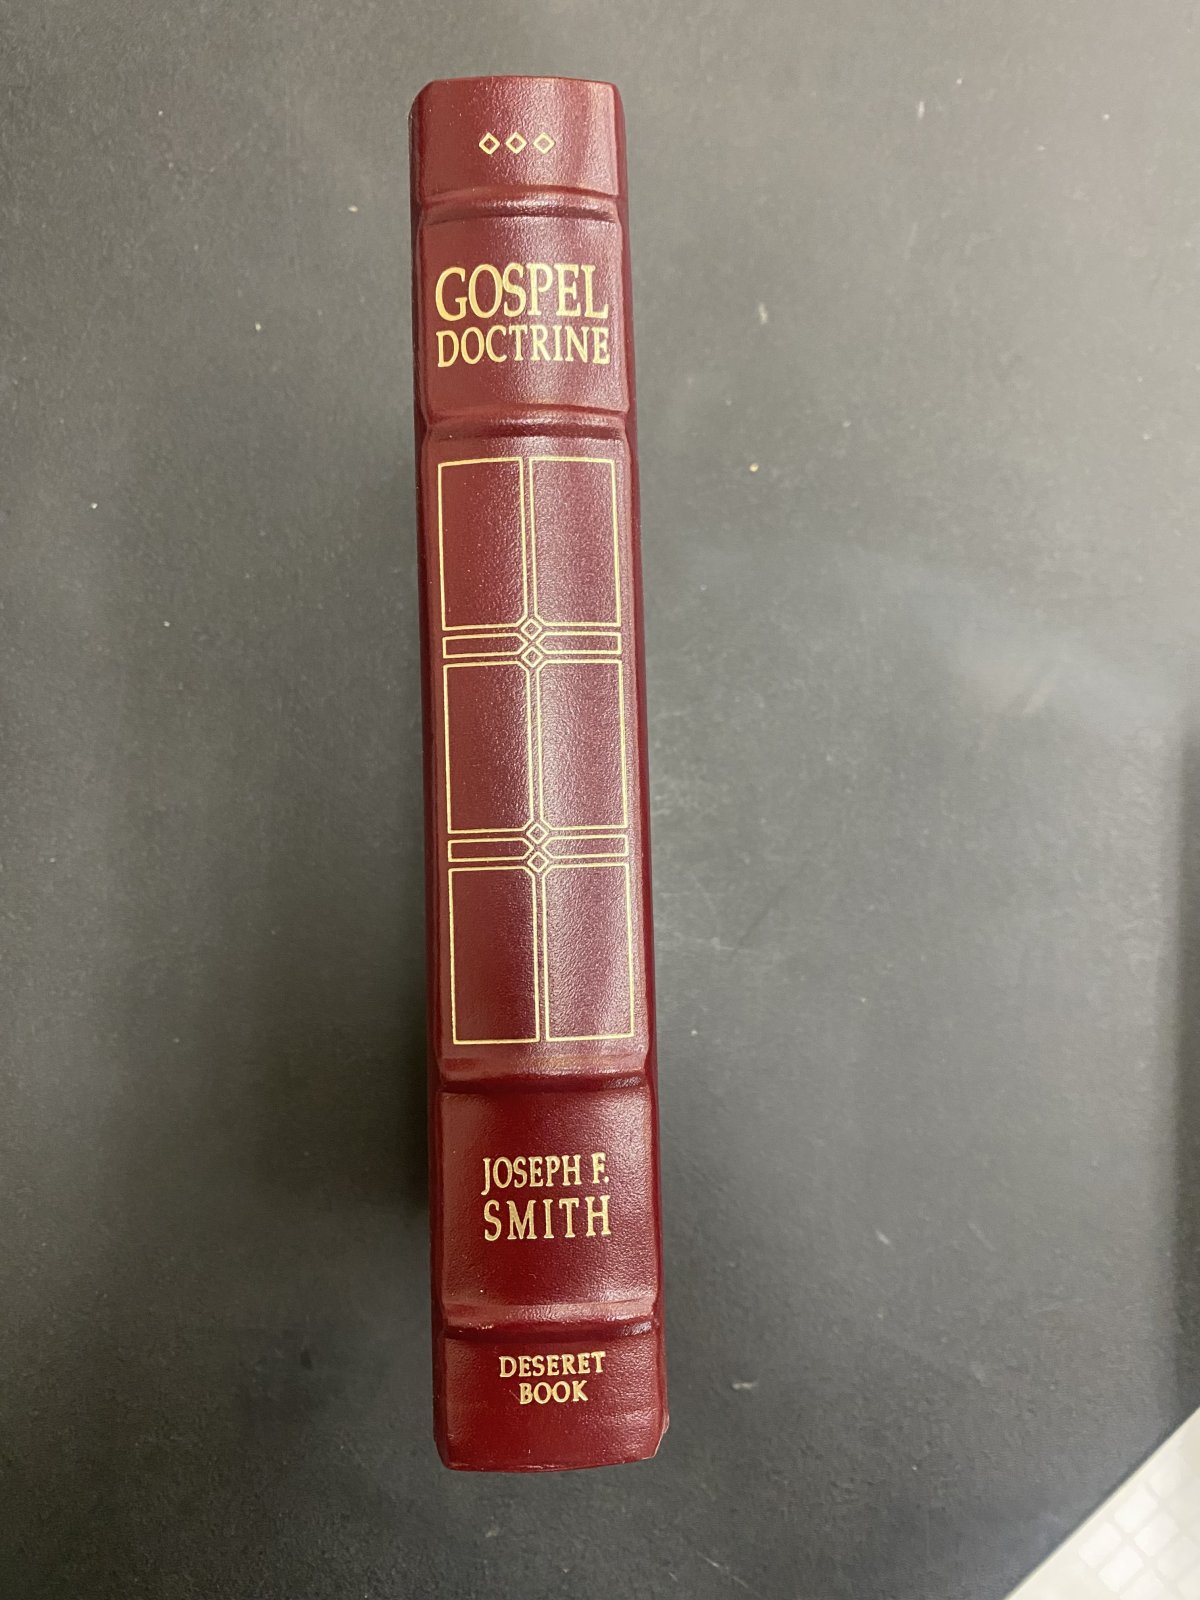 GOSPEL
DOCTRINE
JOSEPH F.
SMITH
DESERET
BOOK